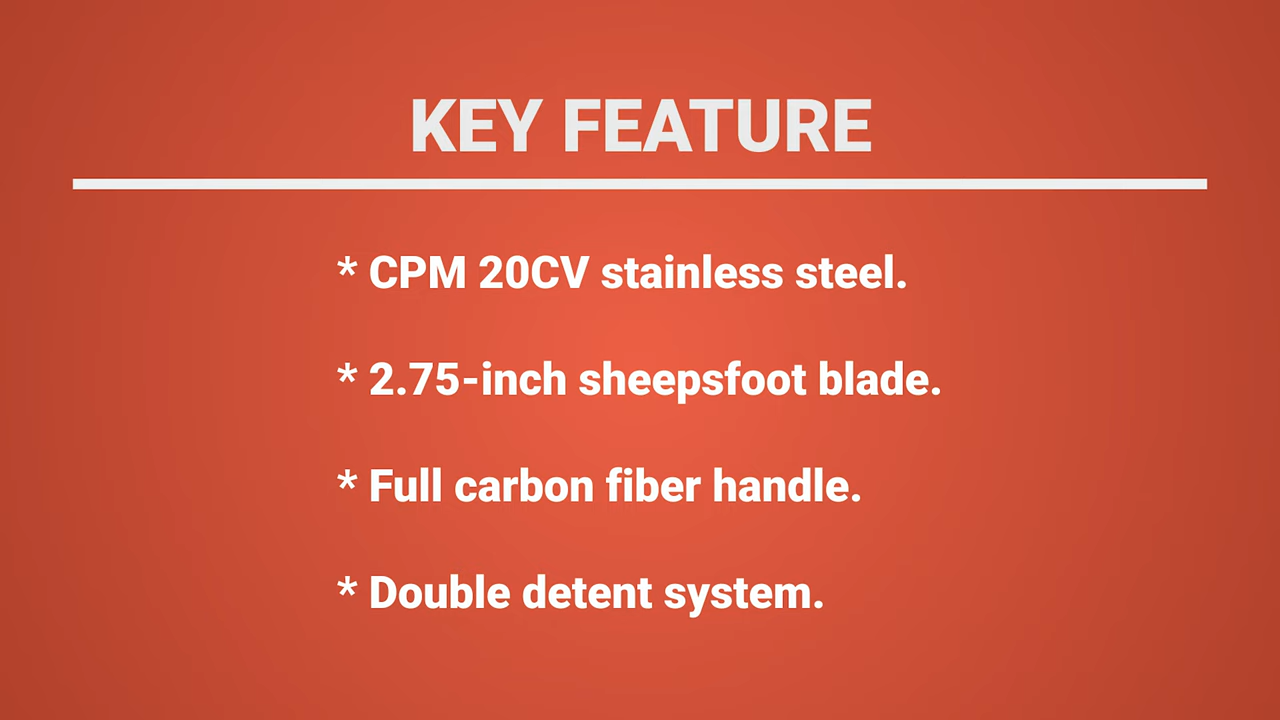 KEY FEATURE
* CPM 20CV stainless steel.
* 2.75-inch sheepsfoot blade.
* Full carbon fiber handle.
* Double detent system.